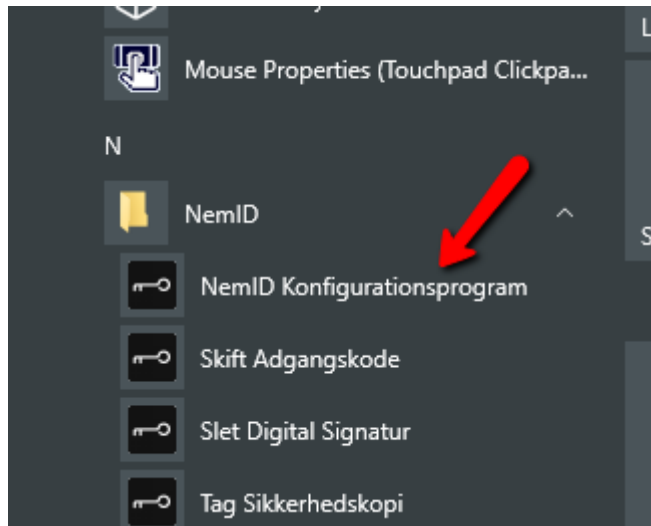 Mouse Properties (Touchpad Clickpa...
N
NemID
NemID Konfigurationsprogram
Skift Adgangskode
Slet Digital Signatur
Tag Sikkerhedskopi